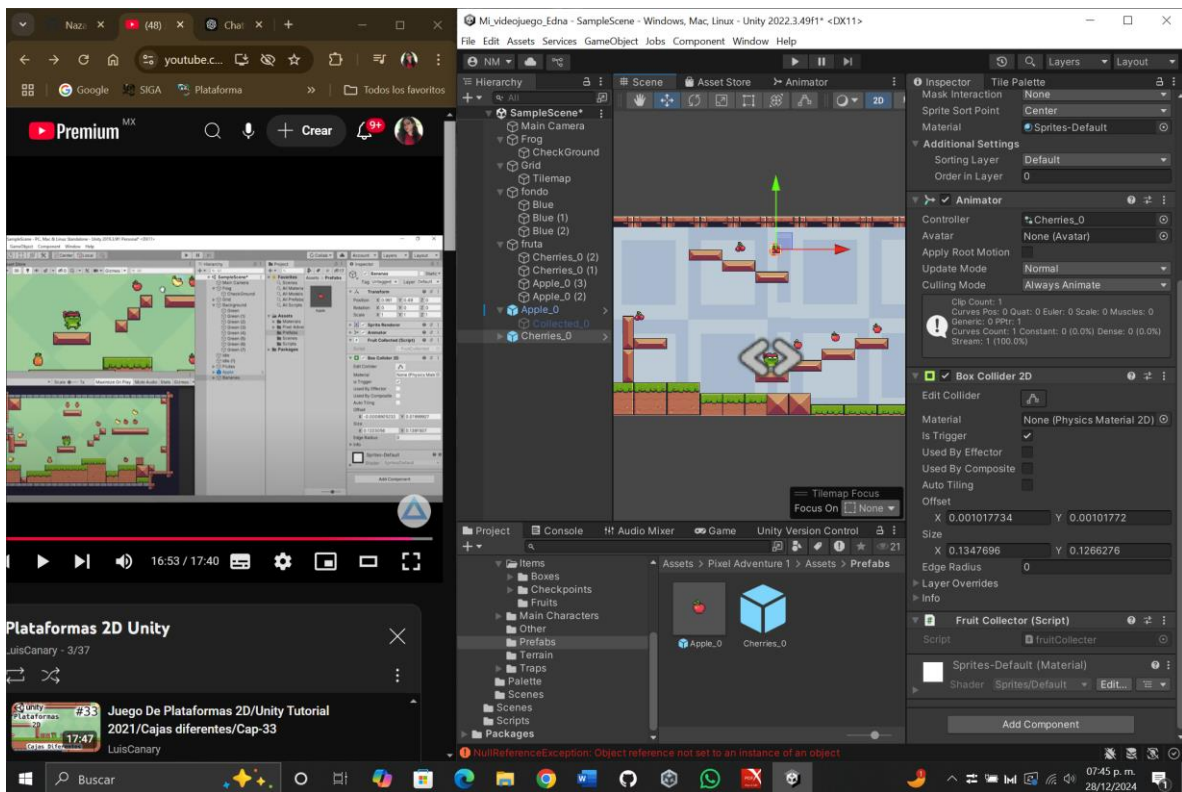 Naza
(48)
Chat
youtube.c...
Google
SIGA
Plataforma
»
Todos los favoritos
Premium MX
Crear
9+
16:53 / 17:40
Plataformas 2D Unity
LuisCanary - 3/37
unity
Plataformas
2D
#33
Cajas Diferentes
17:47
Juego De Plataformas 2D/Unity Tutorial
2021/Cajas diferentes/Cap-33
LuisCanary
Mi_videojuego_Edna - SampleScene - Windows, Mac, Linux - Unity 2022.3.49f1* <DX11>
File Edit Assets Services GameObject Jobs Component Window Help
NM
Layers
Layout
Hierarchy
All
SampleScene*
Main Camera
Frog
CheckGround
Grid
Tilemap
fondo
Blue
Blue (1)
Blue (2)
fruta
Cherries_0 (2)
Cherries_0 (1)
Apple_0 (3)
Apple_0 (2)
Apple_0
Collected_0
Cherries_0
Scene
Asset Store
Animator
2D
Tilemap Focus
Focus On
None
Inspector
Tile Palette
Mask Interaction None
Sprite Sort Point Center
Material Sprites-Default
Additional Settings
Sorting Layer Default
Order in Layer 0
Animator
Controller Cherries_0
Avatar None (Avatar)
Apply Root Motion
Update Mode Normal
Culling Mode Always Animate
Clip Count: 1
Curves Pos: 0 Quat: 0 Euler: 0 Scale: 0 Muscles: 0
Generic: 0 PPtr: 1
Curves Count: 1 Constant: 0 (0.0%) Dense: 0 (0.0%)
Stream: 1 (100.0%)
Box Collider 2D
Edit Collider
Material None (Physics Material 2D)
Is Trigger
Used By Effector
Used By Composite
Auto Tiling
Offset
X 0.001017734 Y 0.00101772
Size
X 0.1347696 Y 0.1266276
Edge Radius 0
Layer Overrides
Info
Fruit Collecter (Script)
Script fruitCollecter
Sprites-Default (Material)
Shader Sprites/Default Edit...
Add Component
Project
Console
Audio Mixer
Game
Unity Version Control
21
Items
Boxes
Checkpoints
Fruits
Main Characters
Other
Prefabs
Terrain
Traps
Palette
Scenes
Scenes
Scripts
Packages
Assets > Pixel Adventure 1 > Assets > Prefabs
Apple_0
Cherries_0
NullReferenceException: Object reference not set to an instance of an object
Buscar
07:45 p. m.
28/12/2024